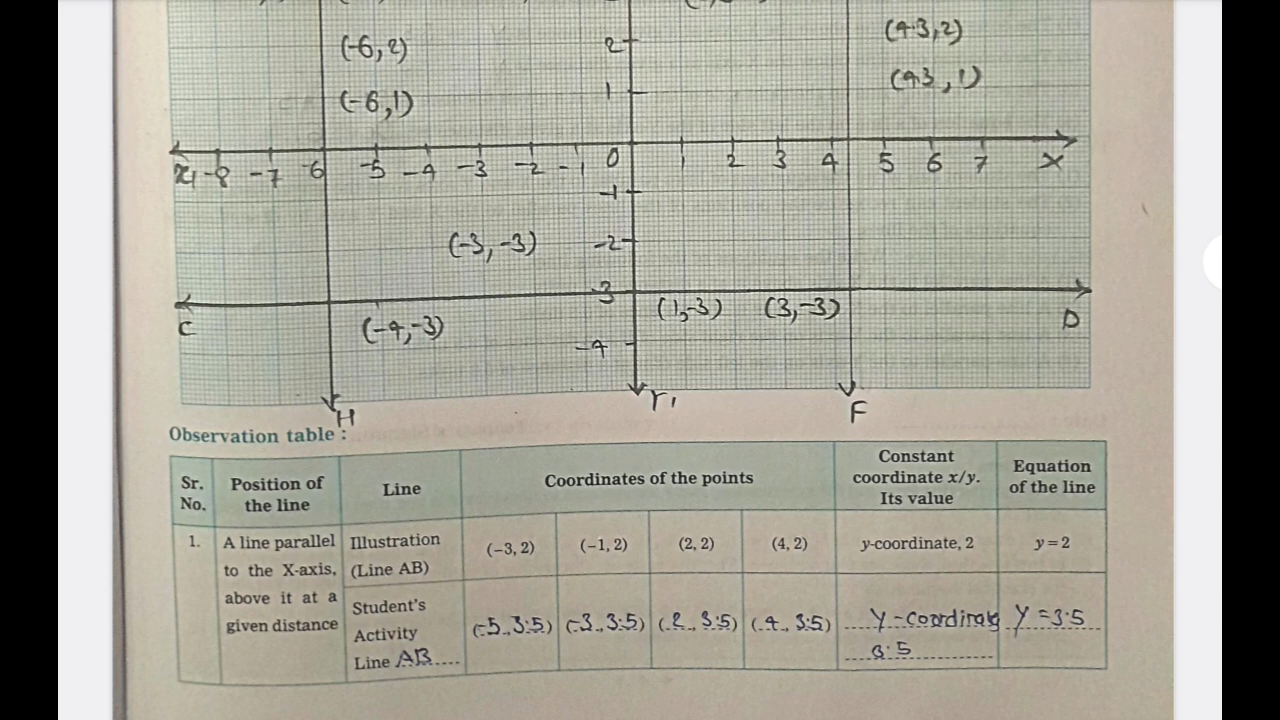 (4.3,2)
(-6,2)
2
(4.3,1)
(-6,1)
1
X1 -8 -7 -6 -5 -4 -3 -2 -1 0 1 2 3 4 5 6 7 X
-1
(-3,-3)
-2
-3
C
(-4,-3)
(1,-3) (3,-3)
D
-4
H
Y1
F
Observation table :
Sr. No.
Position of the line
Line
Coordinates of the points
Constant coordinate x/y. Its value
Equation of the line
1.
A line parallel
to the X-axis,
above it at a
given distance
Illustration
(Line AB)
(-3, 2) (-1, 2) (2, 2) (4, 2) y-coordinate, 2 y=2
Student's
Activity
Line AB
(-5, 3.5) (-3, 3.5) (2, 3.5) (4, 3.5) Y-coordinate Y=3.5
3.5